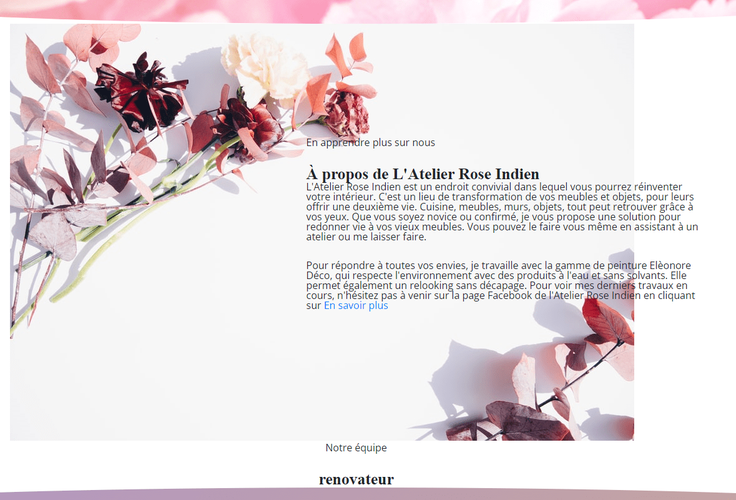 En apprendre plus sur nous
À propos de L'Atelier Rose Indien
L'Atelier Rose Indien est un endroit convivial dans lequel vous pourrez réinventer
votre intérieur. C'est un lieu de transformation de vos meubles et objets, pour leurs
offrir une deuxième vie. Cuisine, meubles, murs, objets, tout peut retrouver grâce à
vos yeux. Que vous soyez novice ou confirmé, je vous propose une solution pour
redonner vie à vos vieux meubles. Vous pouvez le faire vous même en assistant à un
atelier ou me laisser faire.
Pour répondre à toutes vos envies, je travaille avec la gamme de peinture Elèonore
Déco, qui respecte l'environnement avec des produits à l'eau et sans solvants. Elle
permet également un relooking sans décapage. Pour voir mes derniers travaux en
cours, n'hésitez pas à venir sur la page Facebook de l'Atelier Rose Indien en cliquant
sur En savoir plus
Notre équipe
renovateur